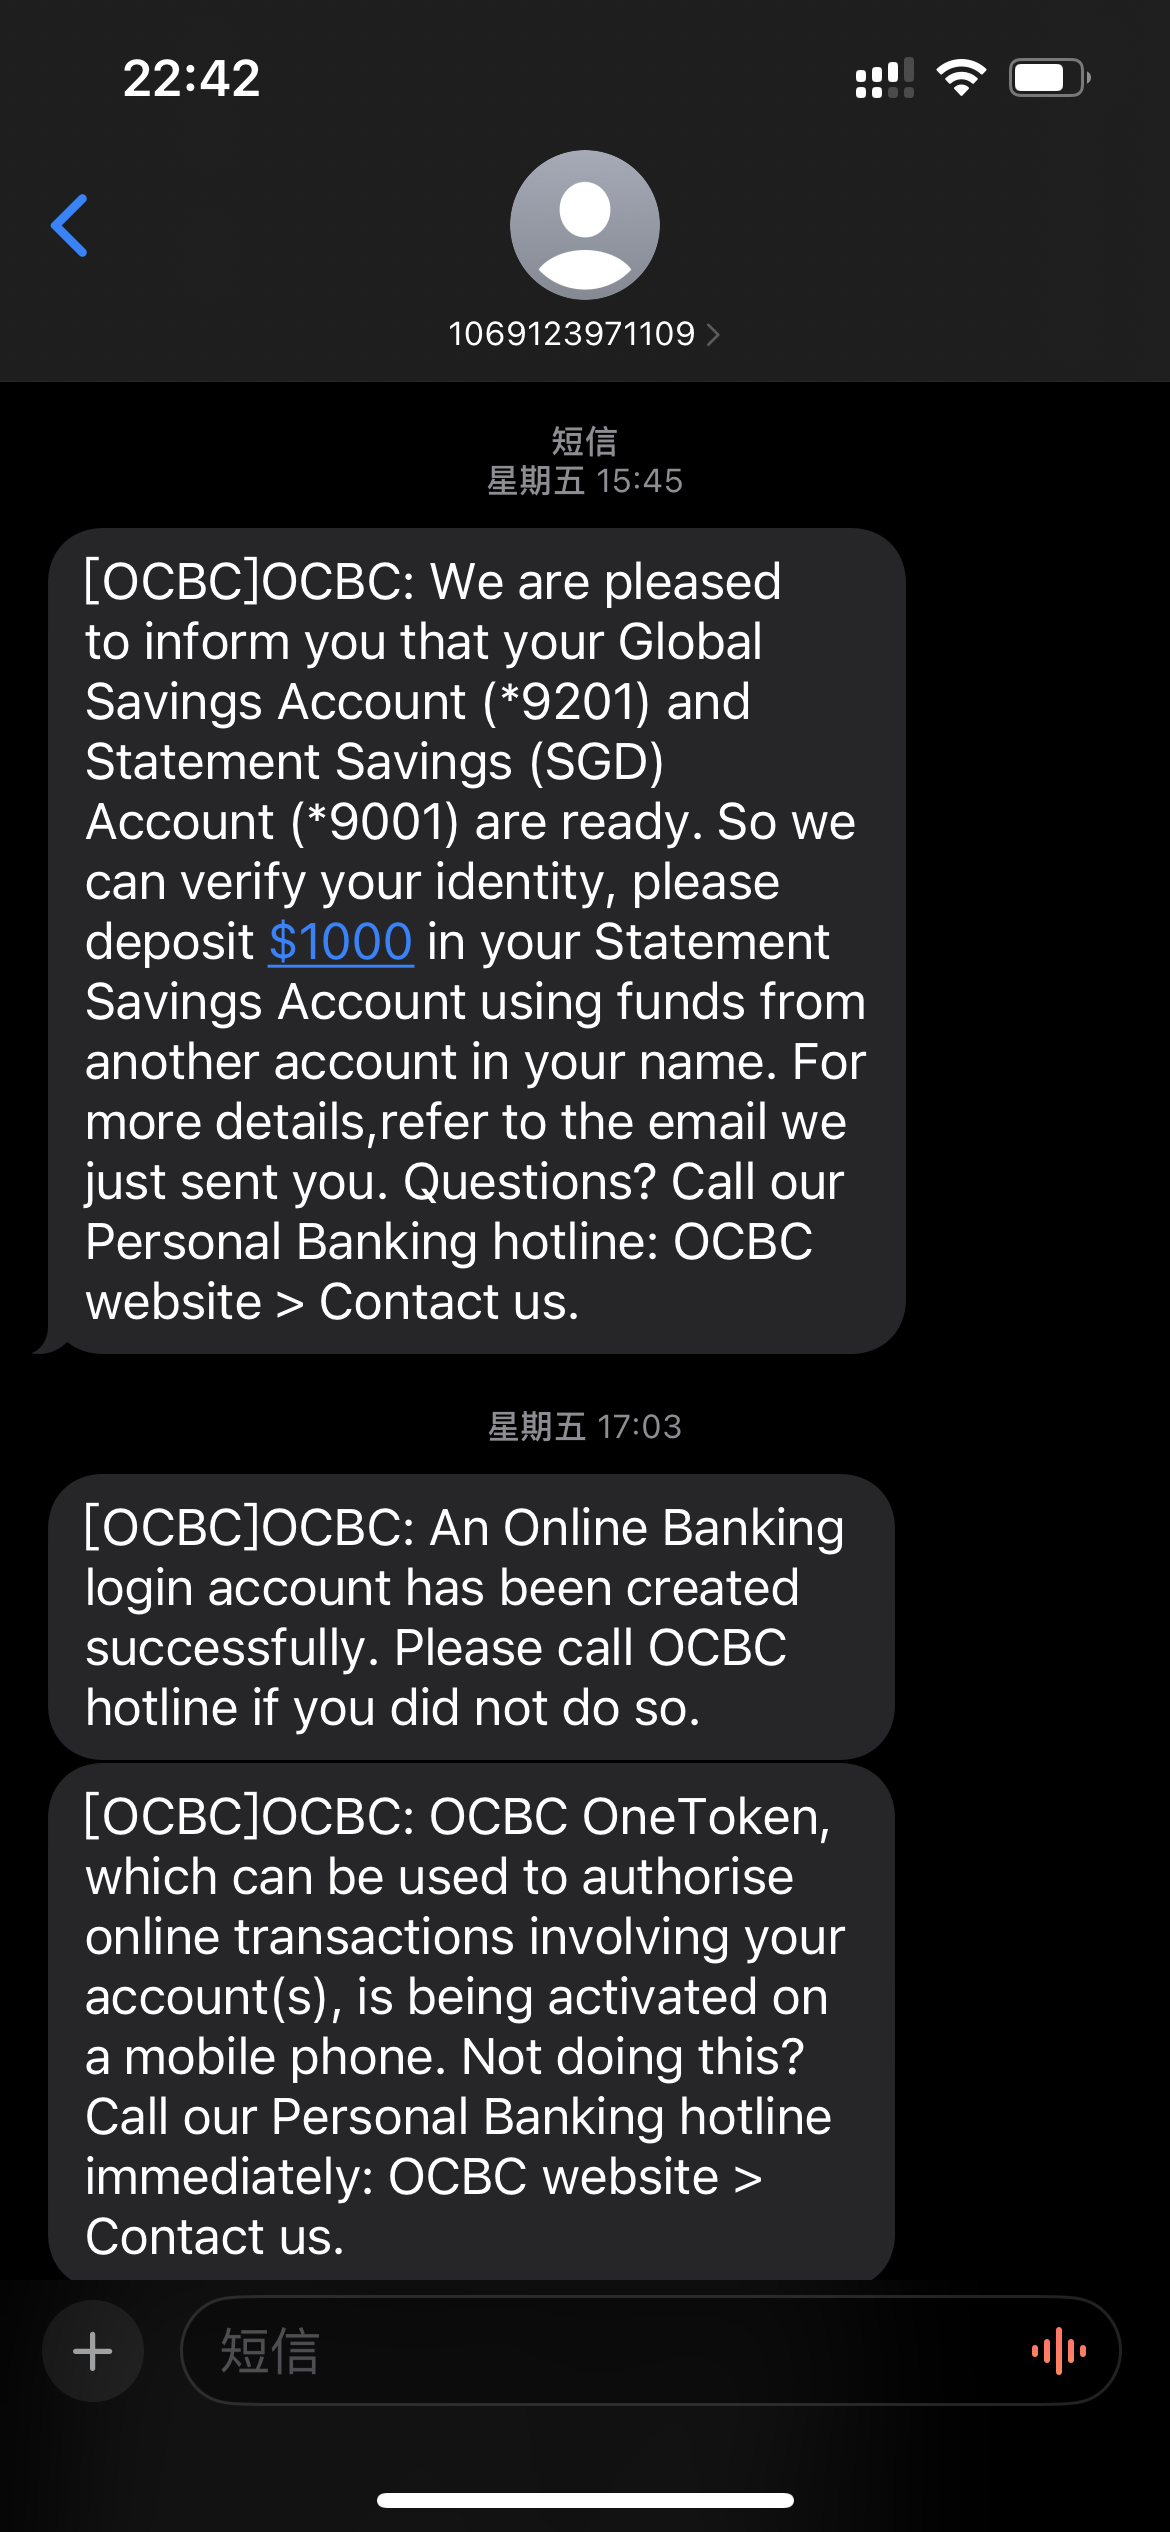 22:42
1069123971109
短信
星期五 15:45
[OCBC]OCBC: We are pleased
to inform you that your Global
Savings Account (*9201) and
Statement Savings (SGD)
Account (*9001) are ready. So we
can verify your identity, please
deposit $1000 in your Statement
Savings Account using funds from
another account in your name. For
more details,refer to the email we
just sent you. Questions? Call our
Personal Banking hotline: OCBC
website > Contact us.
星期五 17:03
[OCBC]OCBC: An Online Banking
login account has been created
successfully. Please call OCBC
hotline if you did not do so.
[OCBC]OCBC: OCBC OneToken,
which can be used to authorise
online transactions involving your
account(s), is being activated on
a mobile phone. Not doing this?
Call our Personal Banking hotline
immediately: OCBC website >
Contact us.
短信